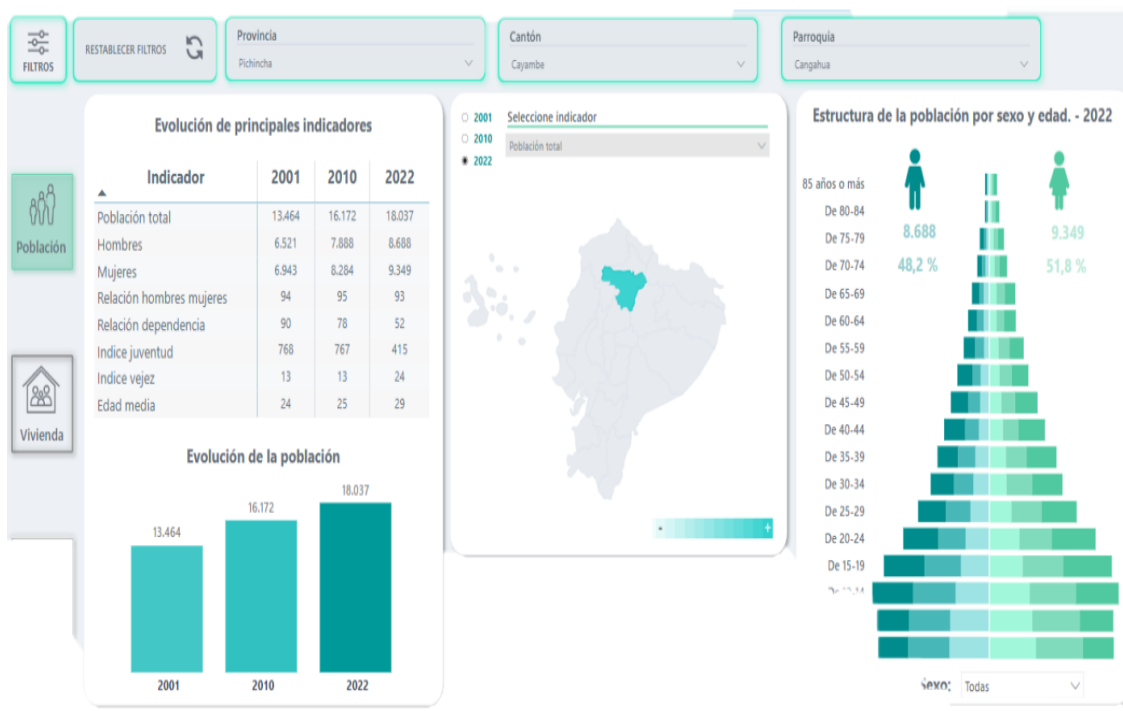 FILTROS
RESTABLECER FILTROS
Provincia
Pichincha
Cantón
Cayambe
Parroquia
Cangahua
Población
Vivienda
Evolución de principales indicadores
Indicador 2001 2010 2022
Población total 13.464 16.172 18.037
Hombres 6.521 7.888 8.688
Mujeres 6.943 8.284 9.349
Relación hombres mujeres 94 95 93
Relación dependencia 90 78 52
Indice juventud 768 767 415
Indice vejez 13 13 24
Edad media 24 25 29
Evolución de la población
13.464
16.172
18.037
2001 2010 2022
2001
2010
2022
Seleccione indicador
Población total
- +
Estructura de la población por sexo y edad. - 2022
8.688
48,2 %
9.349
51,8 %
85 años o más
De 80-84
De 75-79
De 70-74
De 65-69
De 60-64
De 55-59
De 50-54
De 45-49
De 40-44
De 35-39
De 30-34
De 25-29
De 20-24
De 15-19
Sexo: Todas